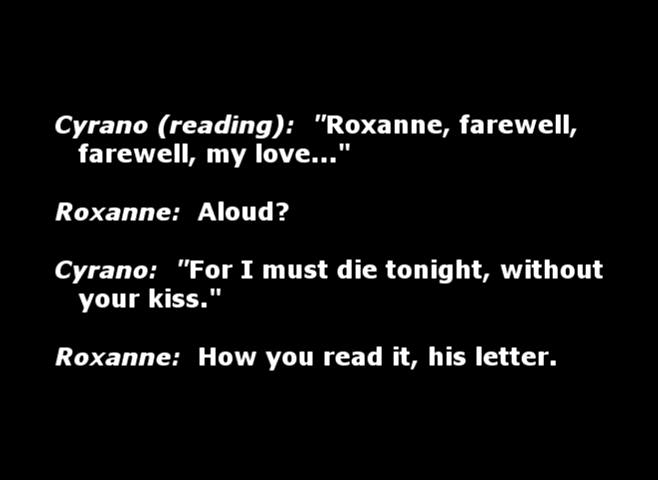 Cyrano (reading): "Roxanne, farewell,
farewell, my love..."
Roxanne: Aloud?
Cyrano: "For I must die tonight, without
your kiss."
Roxanne: How you read it, his letter.